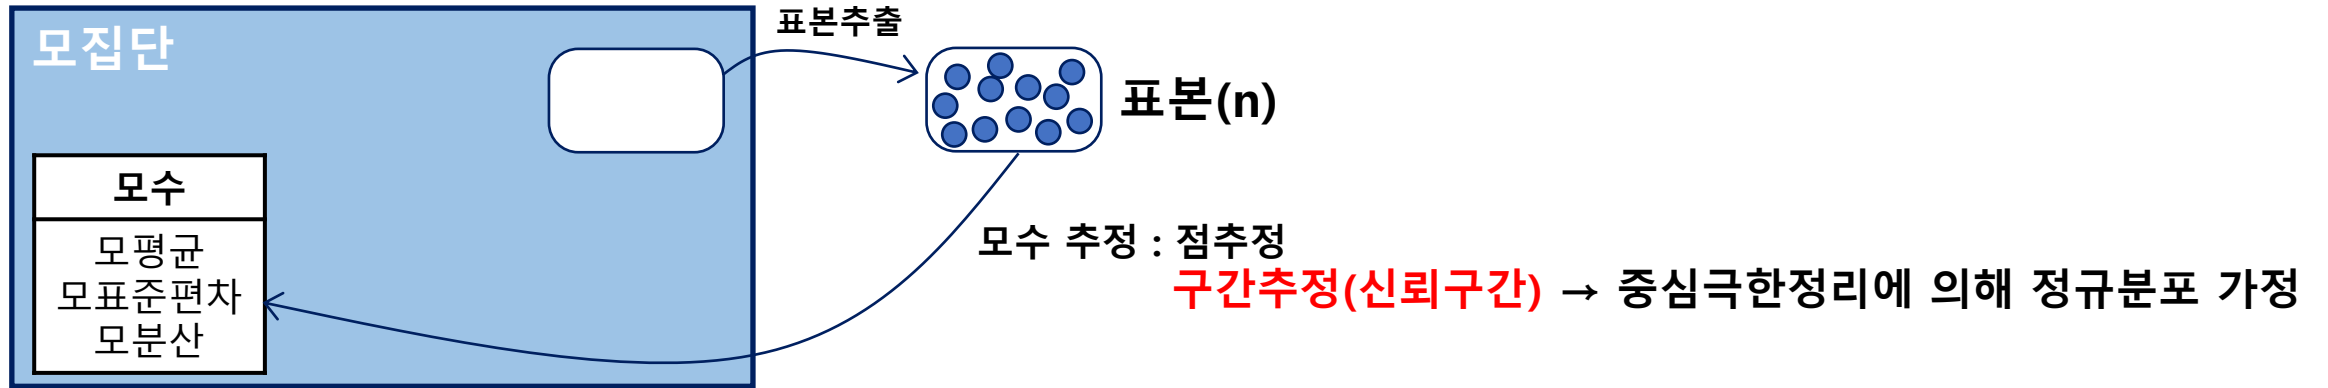 모집단
표본추출
표본(n)
모수
모평균
모표준편차
모분산
모수 추정 : 점추정
구간추정(신뢰구간) → 중심극한정리에 의해 정규분포 가정